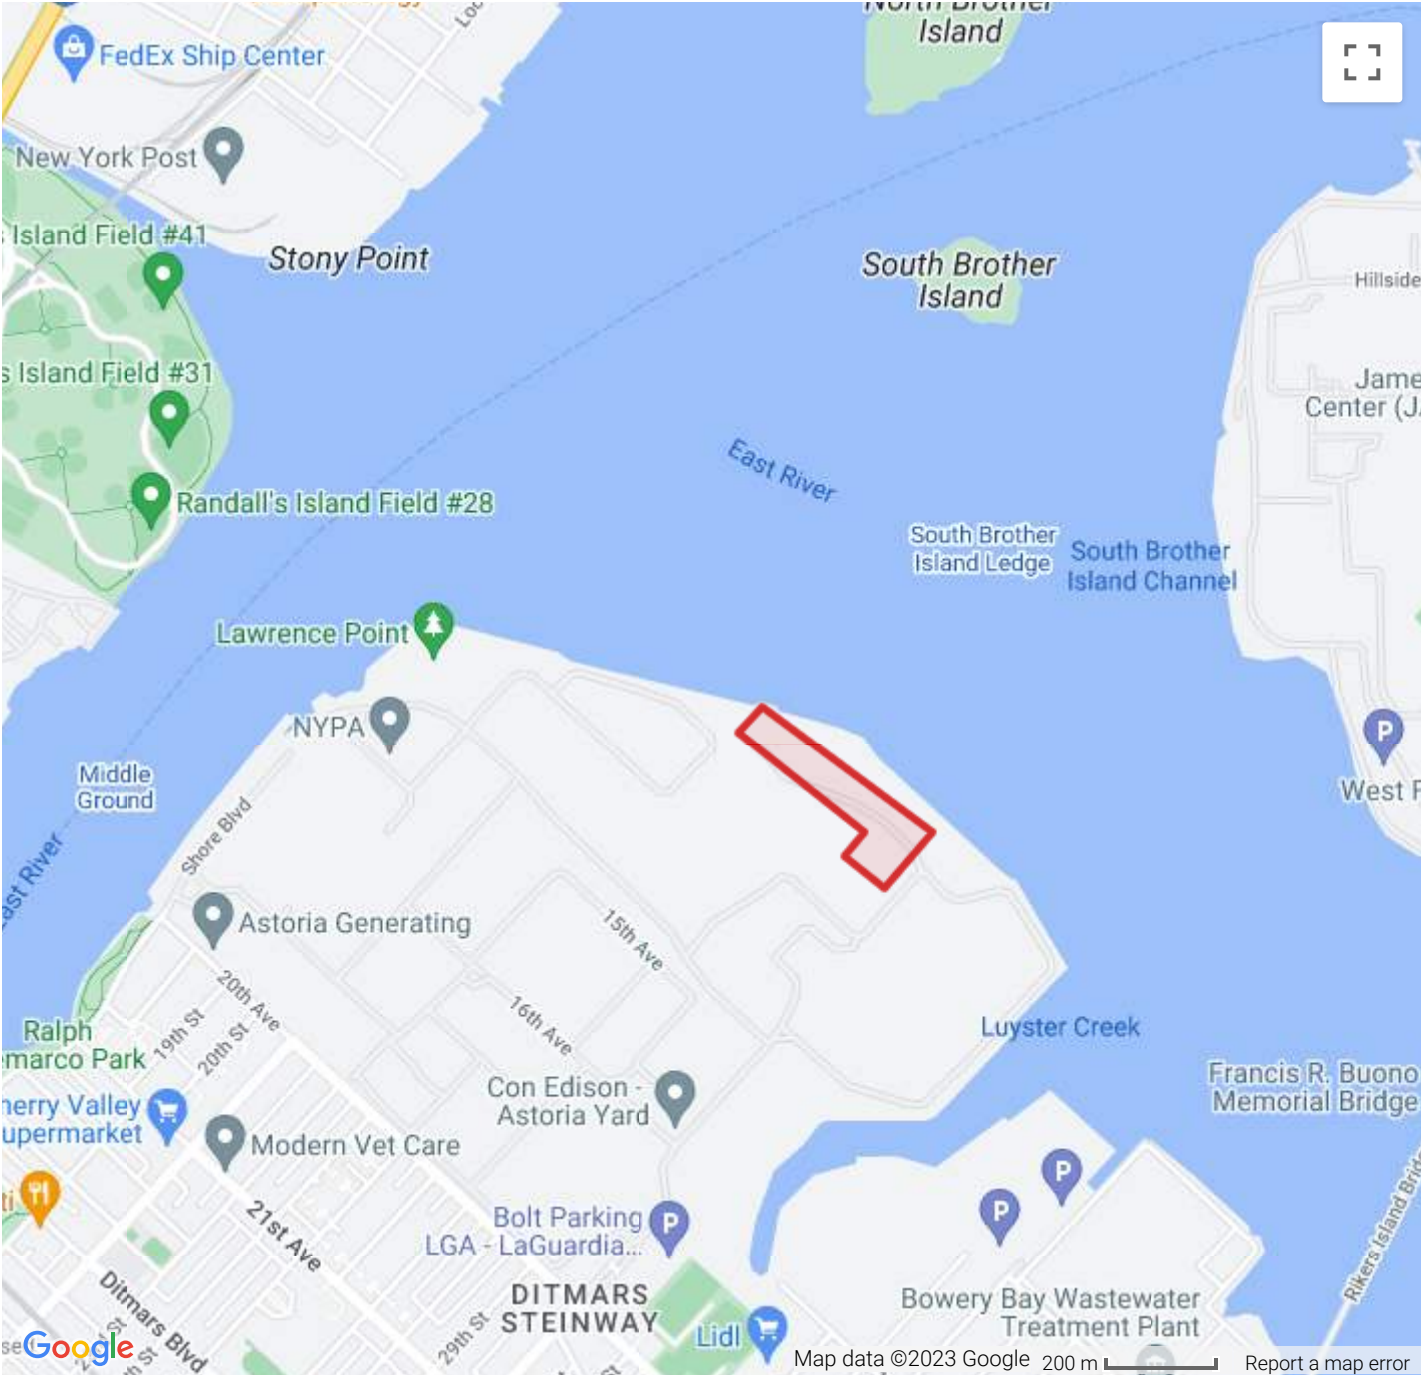 North Brother
Island
FedEx Ship Center
New York Post
Island Field #41
Stony Point
South Brother
Island
Hillside
s Island Field #31
Jame
Center (J
East River
Randall's Island Field #28
South Brother
Island Ledge
South Brother
Island Channel
Lawrence Point
NYPA
Middle
Ground
P
West F
Shore Blvd
ast River
Astoria Generating
15th Ave
20th Ave
16th Ave
19th St
20th St
Ralph
emarco Park
Luyster Creek
Con Edison -
Astoria Yard
Francis R. Buono
Memorial Bridge
herry Valley
upermarket
Modern Vet Care
P
P
ti
Bolt Parking
LGA - LaGuardia...
P
21st Ave
Rikers Island Bridge
Ditmars Blvd
DITMARS
STEINWAY
Bowery Bay Wastewater
Treatment Plant
29th St
Lidl
Google
Map data ©2023 Google
200 m
Report a map error